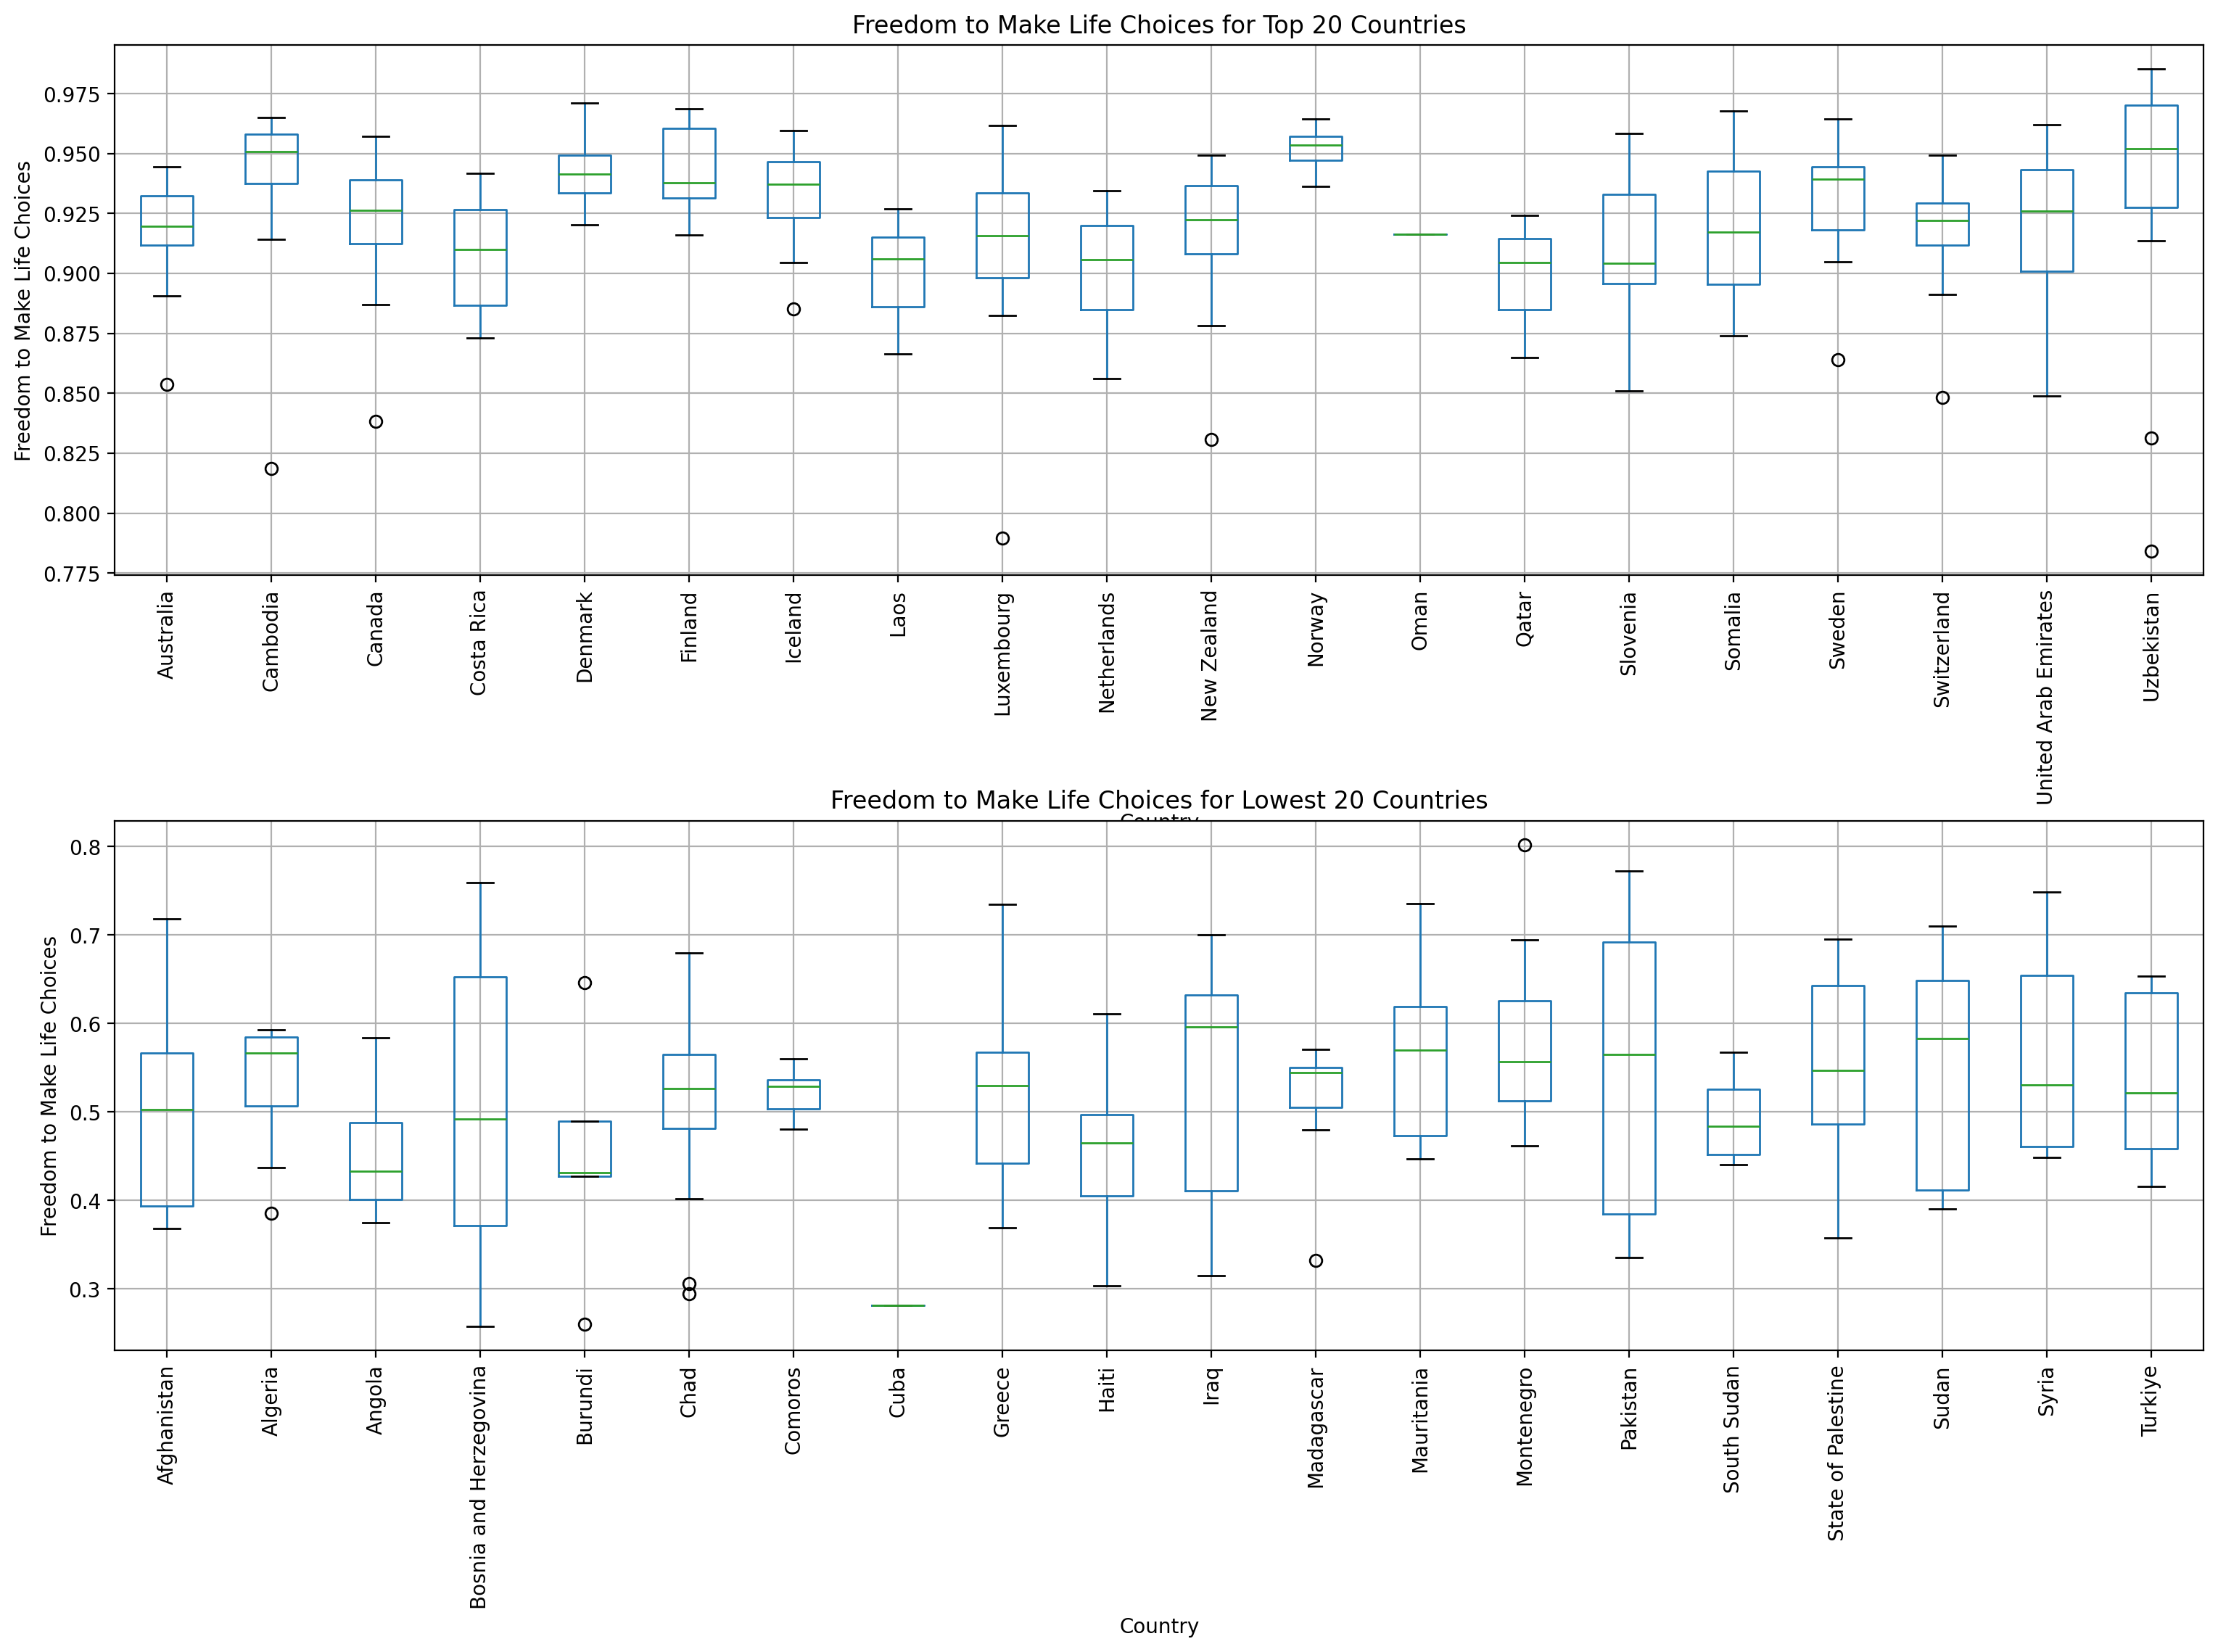 Freedom to Make Life Choices for Top 20 Countries
Freedom to Make Life Choices
0.975
0.950
0.925
0.900
0.875
0.850
0.825
0.800
0.775
Australia
Cambodia
Canada
Costa Rica
Denmark
Finland
Iceland
Laos
Luxembourg
Netherlands
New Zealand
Norway
Oman
Qatar
Slovenia
Somalia
Sweden
Switzerland
United Arab Emirates
Uzbekistan
Country
Freedom to Make Life Choices for Lowest 20 Countries
Freedom to Make Life Choices
0.8
0.7
0.6
0.5
0.4
0.3
Afghanistan
Algeria
Angola
Bosnia and Herzegovina
Burundi
Chad
Comoros
Cuba
Greece
Haiti
Iraq
Madagascar
Mauritania
Montenegro
Pakistan
South Sudan
State of Palestine
Sudan
Syria
Turkiye
Country